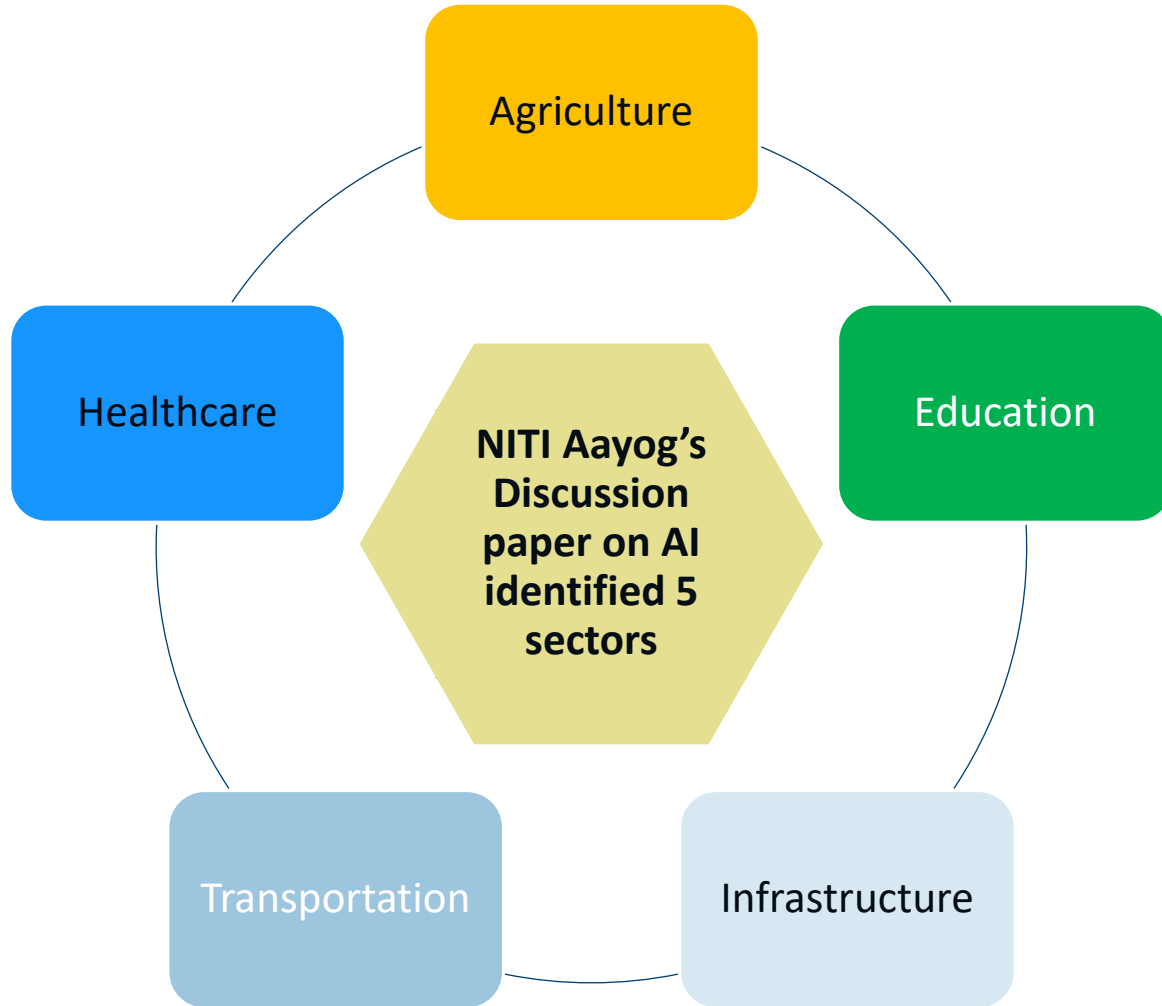 Agriculture
Healthcare
Education
NITI Aayog’s
Discussion
paper on AI
identified 5
sectors
Transportation
Infrastructure